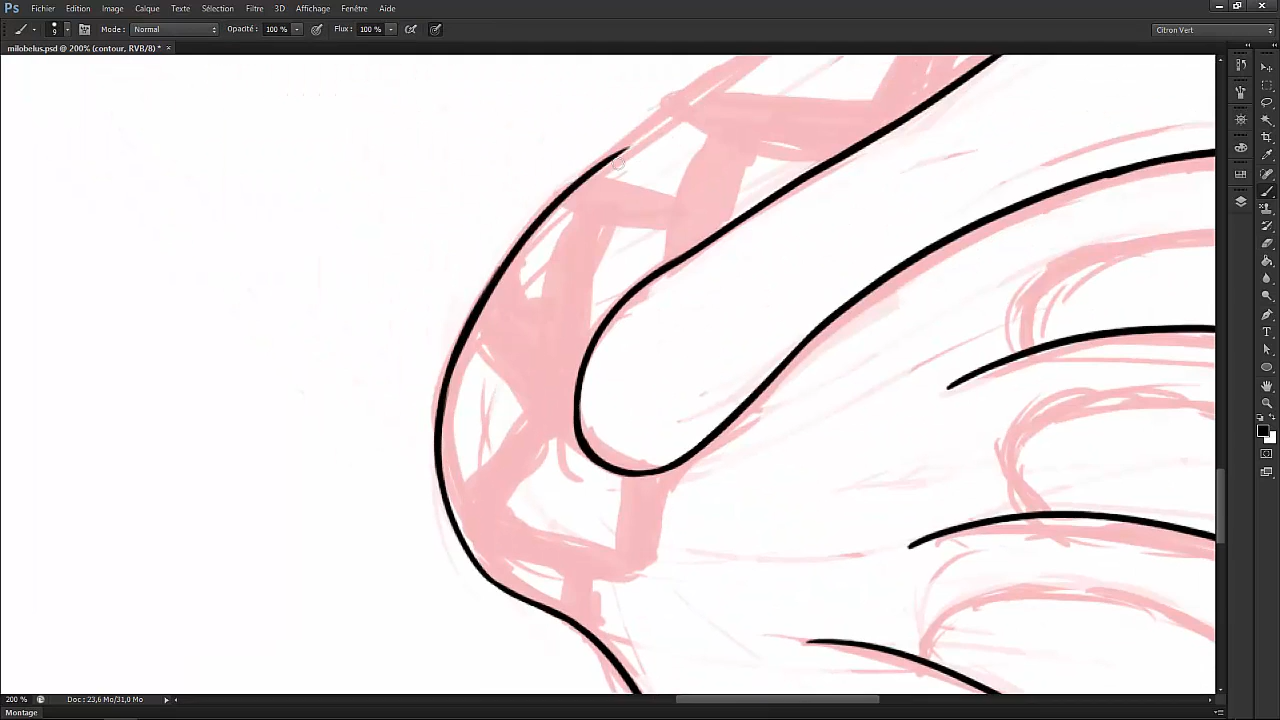 Ps Fichier Edition Image Calque Texte Sélection Filtre 3D Affichage Fenêtre Aide
9 Mode : Normal Opacité : 100 % Flux : 100 % Citron Vert
milobelus.psd @ 200% (contour, RVB/8) * ×
200 % Doc : 23,6 Mo/31,0 Mo
Montage